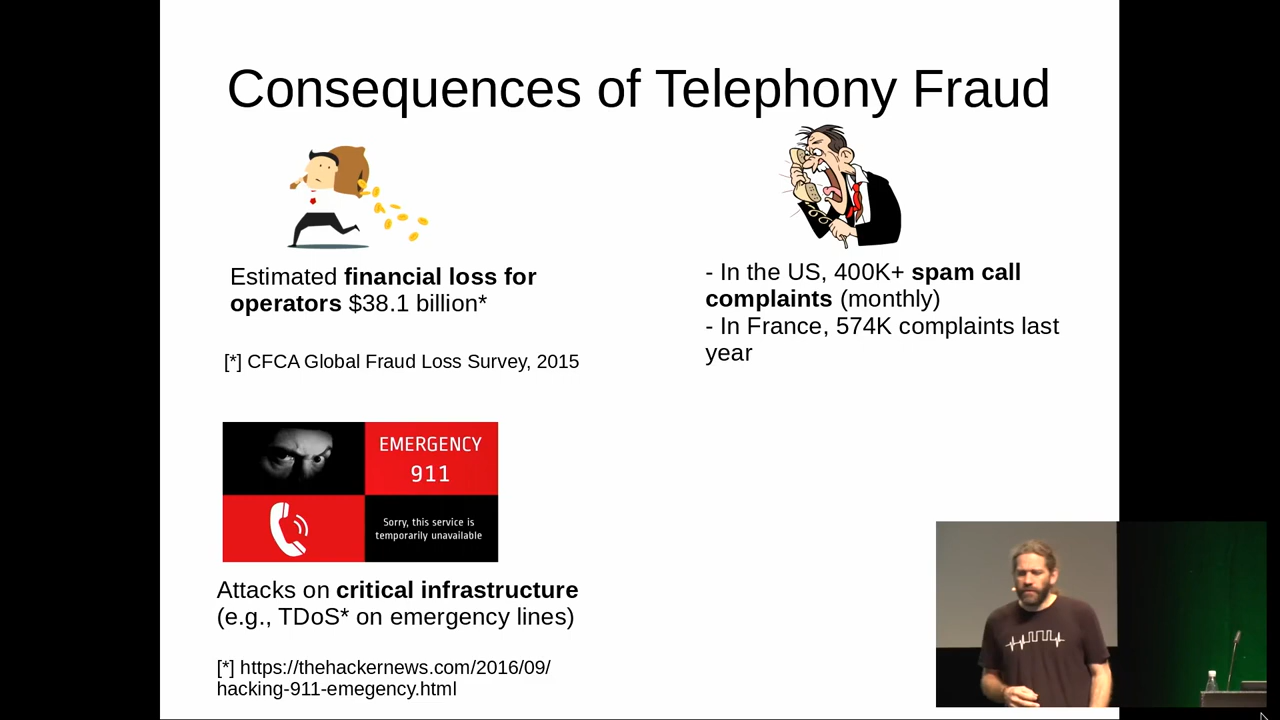 Consequences of Telephony Fraud
Estimated financial loss for
operators $38.1 billion*
[*] CFCA Global Fraud Loss Survey, 2015
- In the US, 400K+ spam call
complaints (monthly)
- In France, 574K complaints last
year
EMERGENCY
911
Sorry, this service is
temporarily unavailable
Attacks on critical infrastructure
(e.g., TDoS* on emergency lines)
[*] https://thehackernews.com/2016/09/
hacking-911-emegency.html